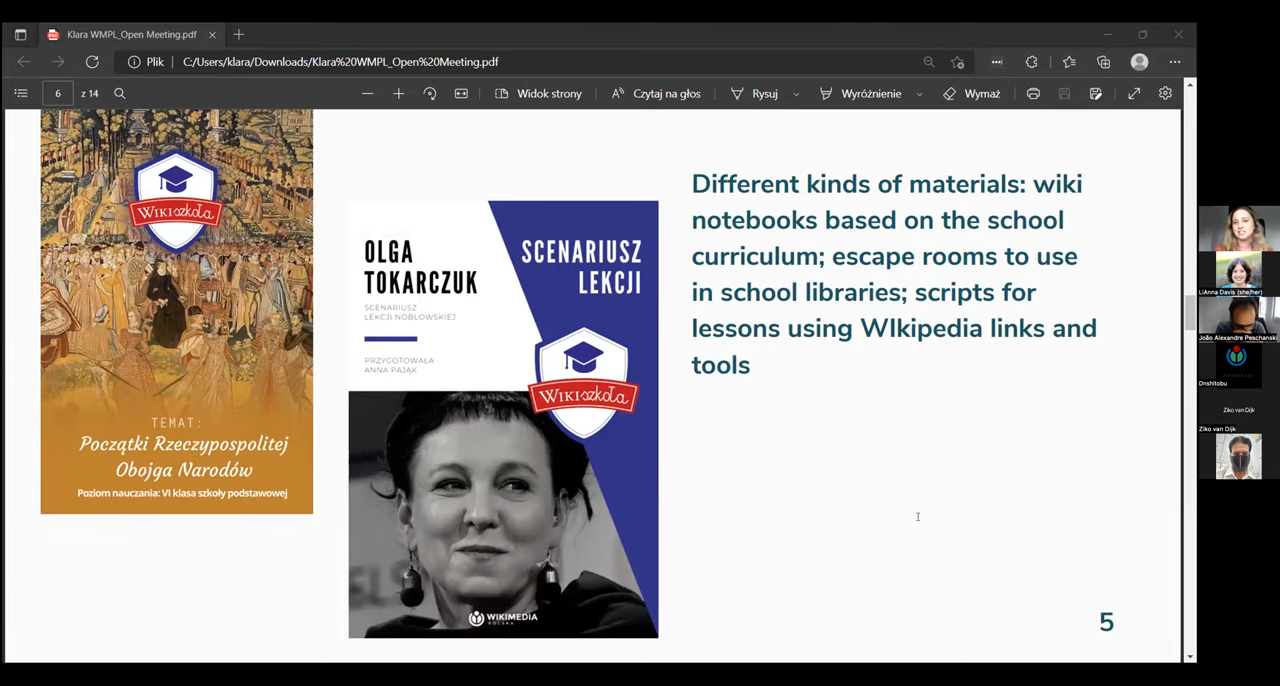 Klara WMPL_Open Meeting.pdf
Plik
C:/Users/klara/Downloads/Klara%20WMPL_Open%20Meeting.pdf
6 z 14
Widok strony
Czytaj na głos
Rysuj
Wyróżnienie
Wymaż
Wikiszkoła
TEMAT:
Początki Rzeczypospolitej
Obojga Narodów
Poziom nauczania: VI klasa szkoły podstawowej
OLGA
TOKARCZUK
SCENARIUSZ
LEKCJI NOBLOWSKIEJ
PRZYGOTOWAŁA
ANNA PAJĄK
SCENARIUSZ
LEKCJI
Wikiszkoła
WIKIMEDIA
POLSKA
Different kinds of materials: wiki
notebooks based on the school
curriculum; escape rooms to use
in school libraries; scripts for
lessons using WIkipedia links and
tools
5
LiAnna Davis (she/her)
João Alexandre Peschanski
Dnshitobu
Ziko van Dijk
Ziko van Dijk